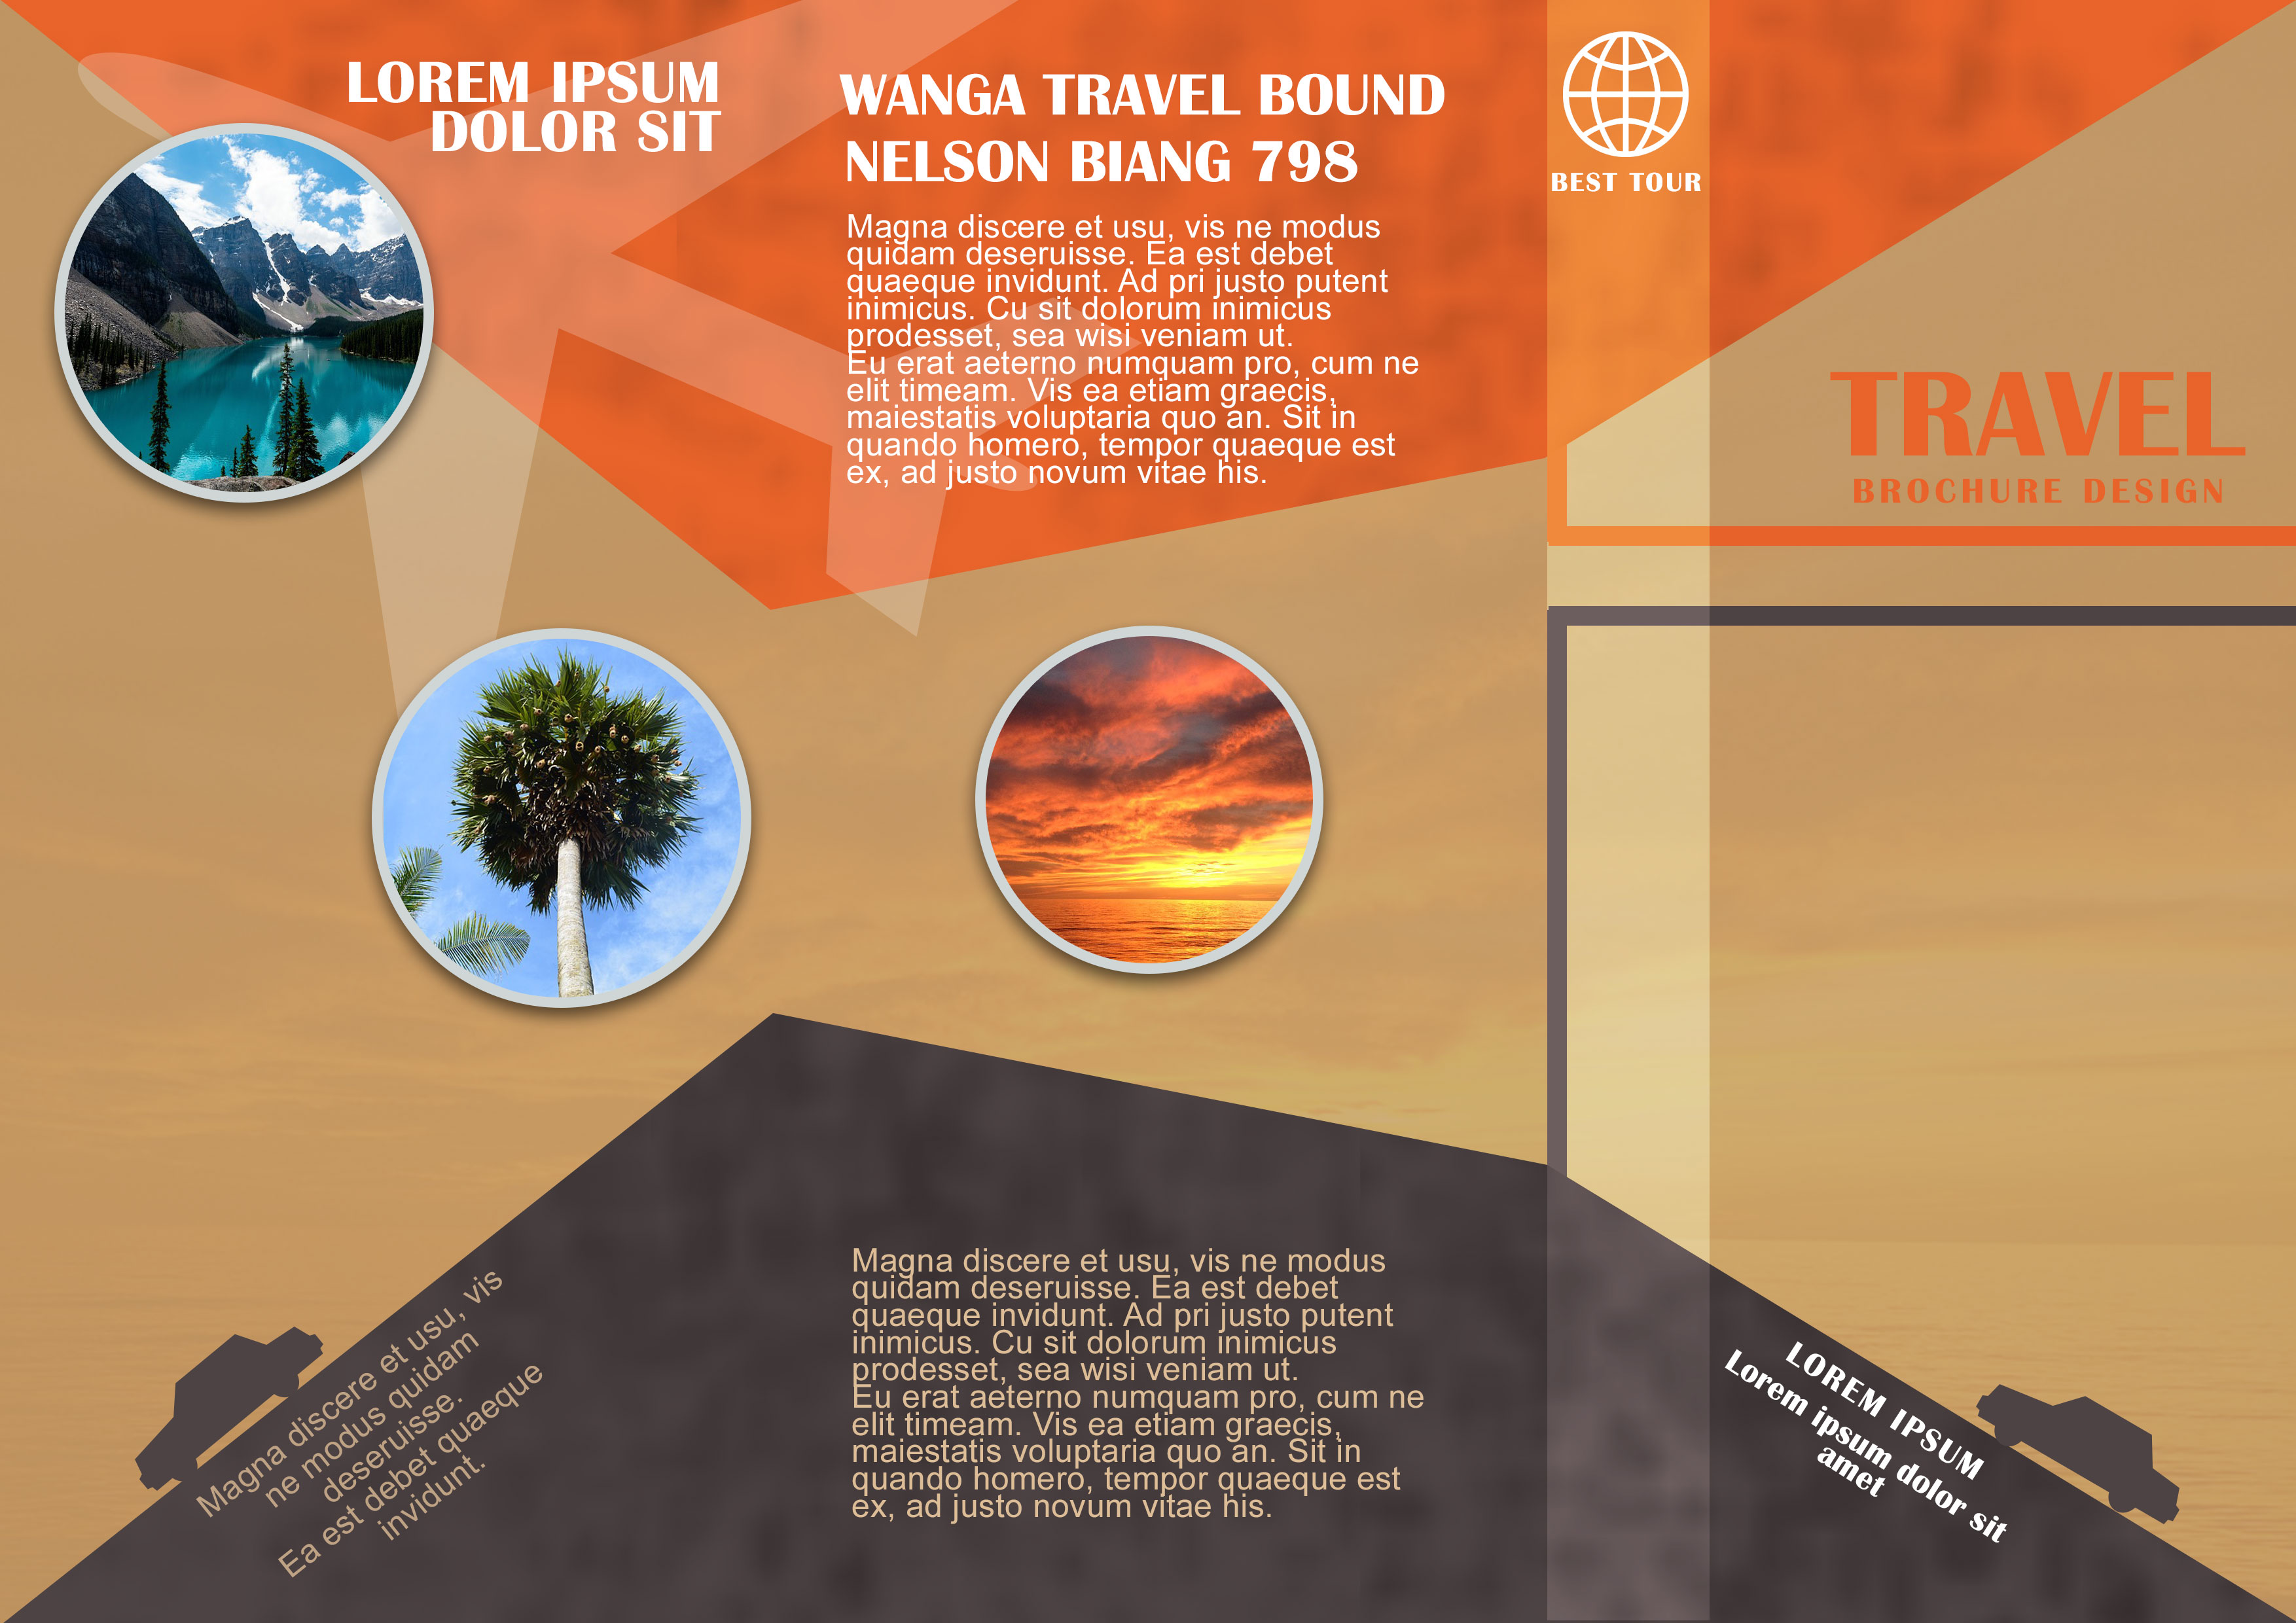 LOREM IPSUM
DOLOR SIT
WANGA TRAVEL BOUND
NELSON BIANG 798
Magna discere et usu, vis ne modus
quidam deseruisse. Ea est debet
quaeque invidunt. Ad pri justo putent
inimicus. Cu sit dolorum inimicus
prodesset, sea wisi veniam ut.
Eu erat aeterno numquam pro, cum ne
elit timeam. Vis ea etiam graecis,
maiestatis voluptaria quo an. Sit in
quando homero, tempor quaeque est
ex, ad justo novum vitae his.
BEST TOUR
TRAVEL
BROCHURE DESIGN
Magna discere et usu, vis
ne modus quidam
deseruisse.
Ea est debet quaeque
invidunt.
Magna discere et usu, vis ne modus
quidam deseruisse. Ea est debet
quaeque invidunt. Ad pri justo putent
inimicus. Cu sit dolorum inimicus
prodesset, sea wisi veniam ut.
Eu erat aeterno numquam pro, cum ne
elit timeam. Vis ea etiam graecis,
maiestatis voluptaria quo an. Sit in
quando homero, tempor quaeque est
ex, ad justo novum vitae his.
LOREM IPSUM
Lorem ipsum dolor sit
amet